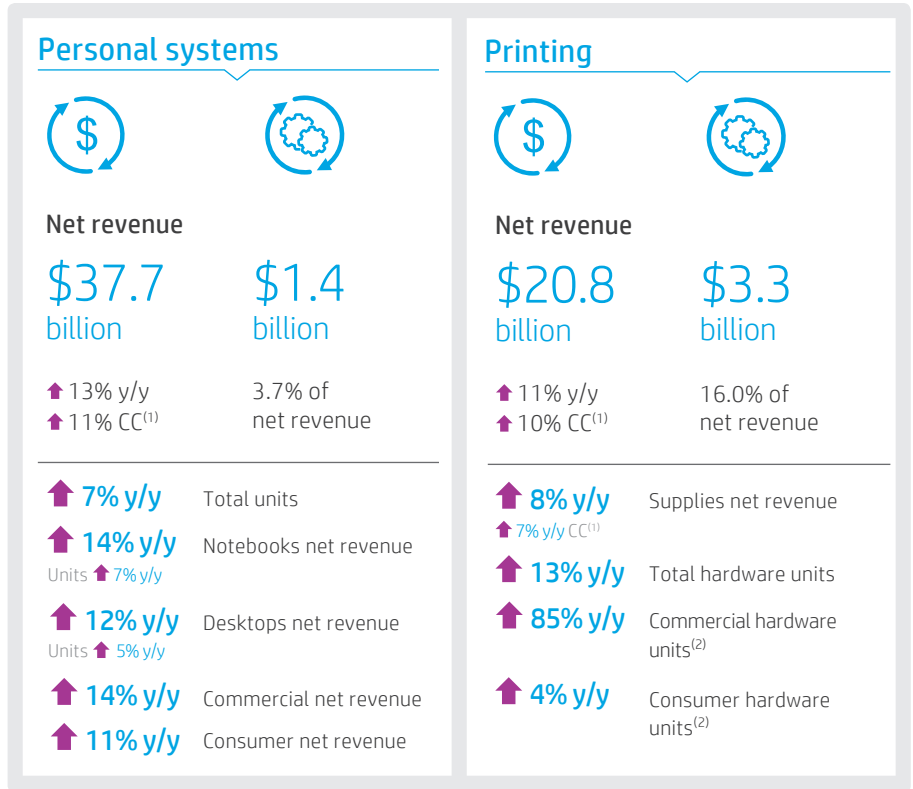 Personal systems
$
Net revenue
$37.7
billion
$1.4
billion
⬆ 13% y/y
⬆ 11% CC(1)
3.7% of
net revenue
⬆ 7% y/y Total units
⬆ 14% y/y Notebooks net revenue
Units ⬆ 7% y/y
⬆ 12% y/y Desktops net revenue
Units ⬆ 5% y/y
⬆ 14% y/y Commercial net revenue
⬆ 11% y/y Consumer net revenue
Printing
$
Net revenue
$20.8
billion
$3.3
billion
⬆ 11% y/y
⬆ 10% CC(1)
16.0% of
net revenue
⬆ 8% y/y Supplies net revenue
⬆ 7% y/y CC(1)
⬆ 13% y/y Total hardware units
⬆ 85% y/y Commercial hardware
units(2)
⬆ 4% y/y Consumer hardware
units(2)